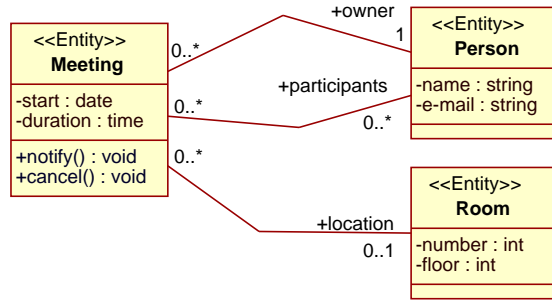 <<Entity>>
Meeting
-start : date
-duration : time
+notify() : void
+cancel() : void
0..*
+owner
1
0..*
+participants
0..*
0..*
+location
0..1
<<Entity>>
Person
-name : string
-e-mail : string
<<Entity>>
Room
-number : int
-floor : int